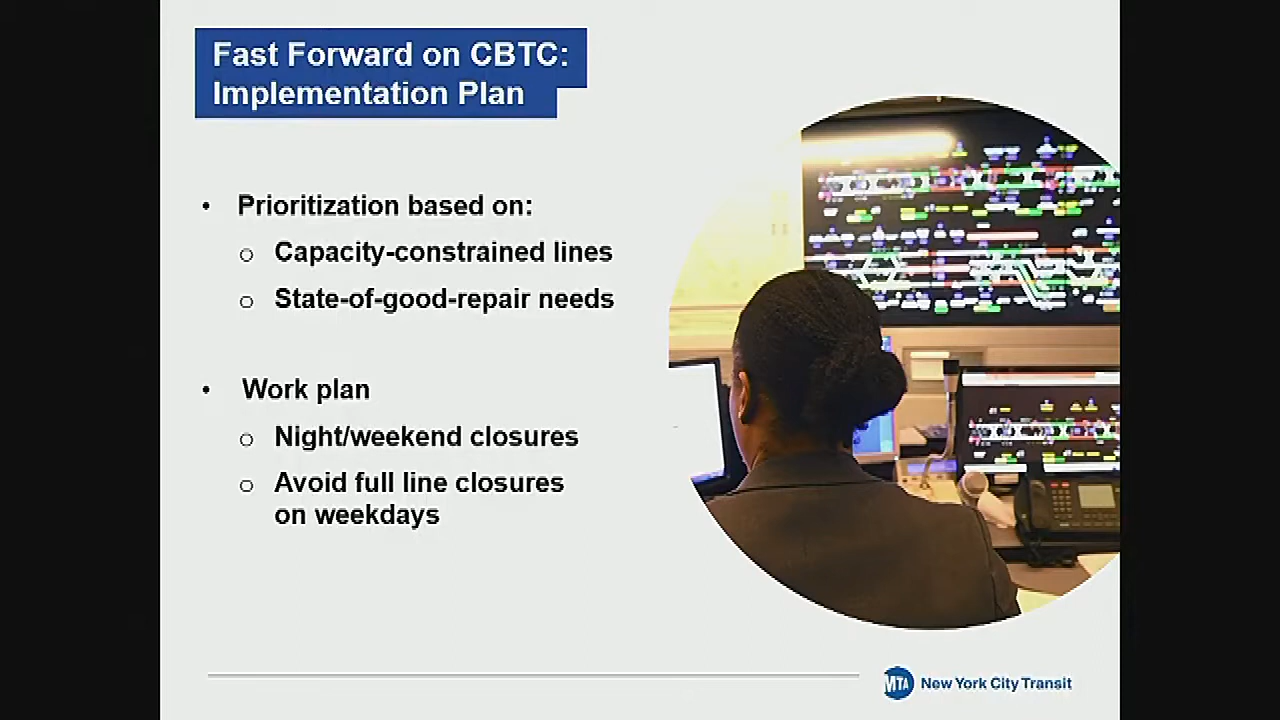 Fast Forward on CBTC:
Implementation Plan
• Prioritization based on:
o Capacity-constrained lines
o State-of-good-repair needs
• Work plan
o Night/weekend closures
o Avoid full line closures
on weekdays
MTA New York City Transit